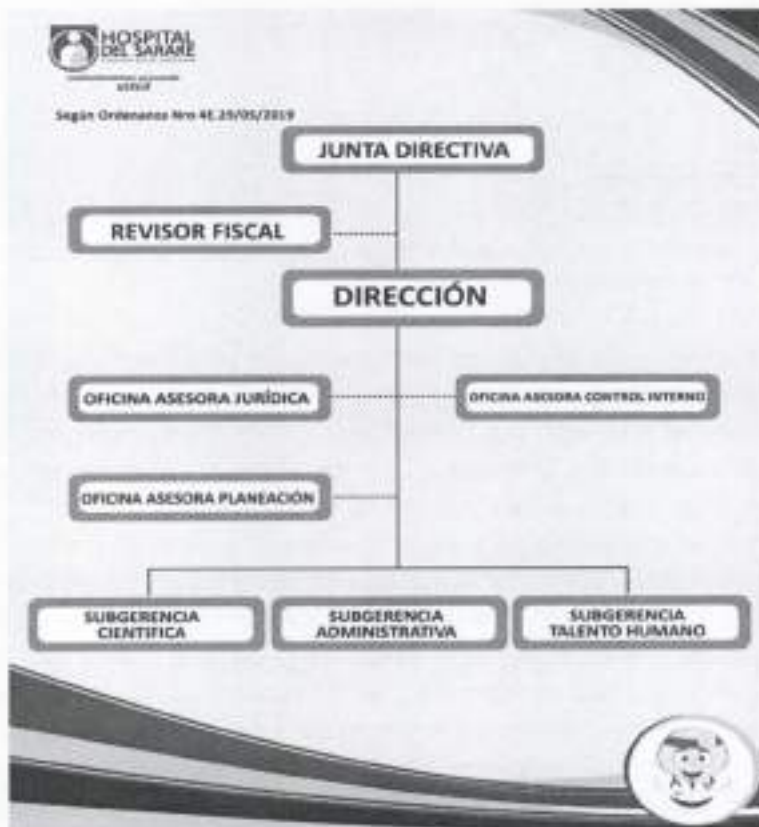 HOSPITAL
DEL SARARE
Según Ordenanza Nro 4E.29/05/2019
JUNTA DIRECTIVA
REVISOR FISCAL
DIRECCIÓN
OFICINA ASESORA JURÍDICA
OFICINA ASESORA CONTROL INTERNO
OFICINA ASESORA PLANEACIÓN
SUBGERENCIA
CIENTÍFICA
SUBGERENCIA
ADMINISTRATIVA
SUBGERENCIA
TALENTO HUMANO